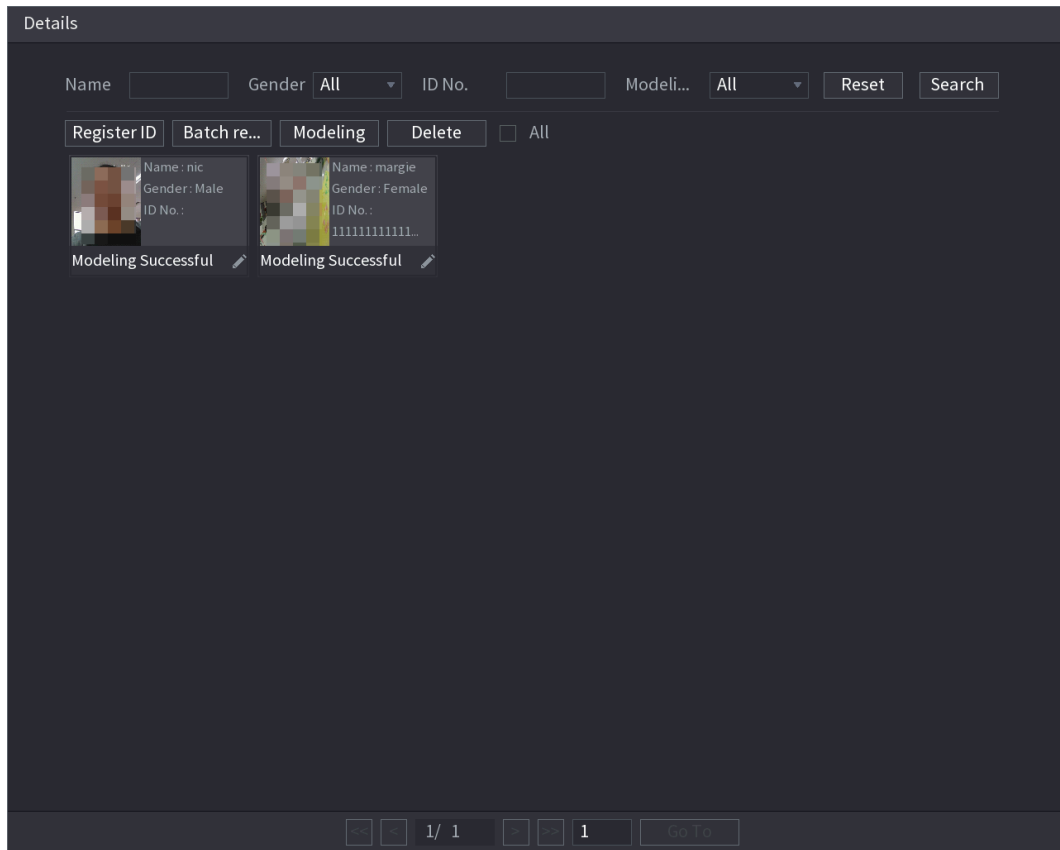 Details
Name Gender All ID No. Modeli... All Reset Search
Register ID Batch re... Modeling Delete All
Name : nic
Gender : Male
ID No. :
Modeling Successful
Name : margie
Gender : Female
ID No. :
111111111111...
Modeling Successful
<< < 1/ 1 > >> 1 Go To